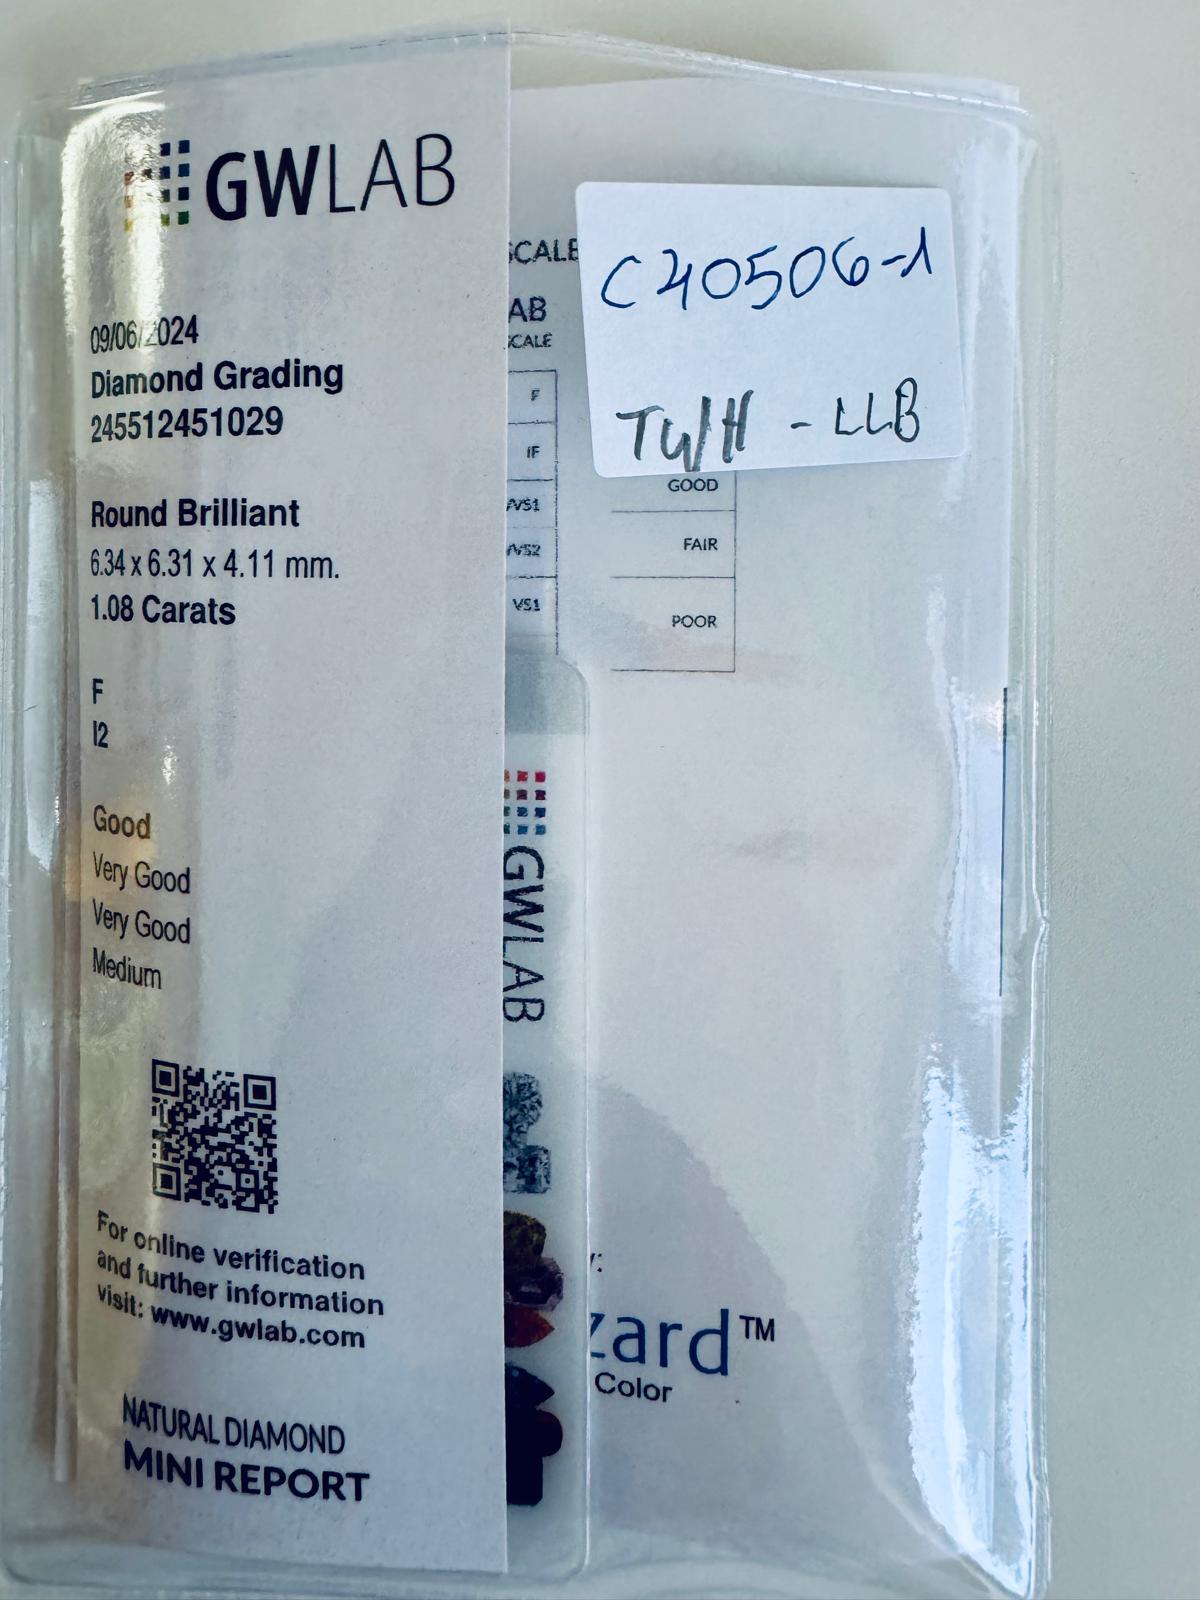 GWLAB
09/06/2024
Diamond Grading
245512451029
Round Brilliant
6.34 x 6.31 x 4.11 mm.
1.08 Carats
F
I2
Good
Very Good
Very Good
Medium
For online verification
and further information
visit: www.gwlab.com
NATURAL DIAMOND
MINI REPORT
SCALE
AB
SCALE
F
IF
VVS1
VVS2
VS1
C40506-1
TW/H - LLB
GOOD
FAIR
POOR
GWLAB
zard™
Color